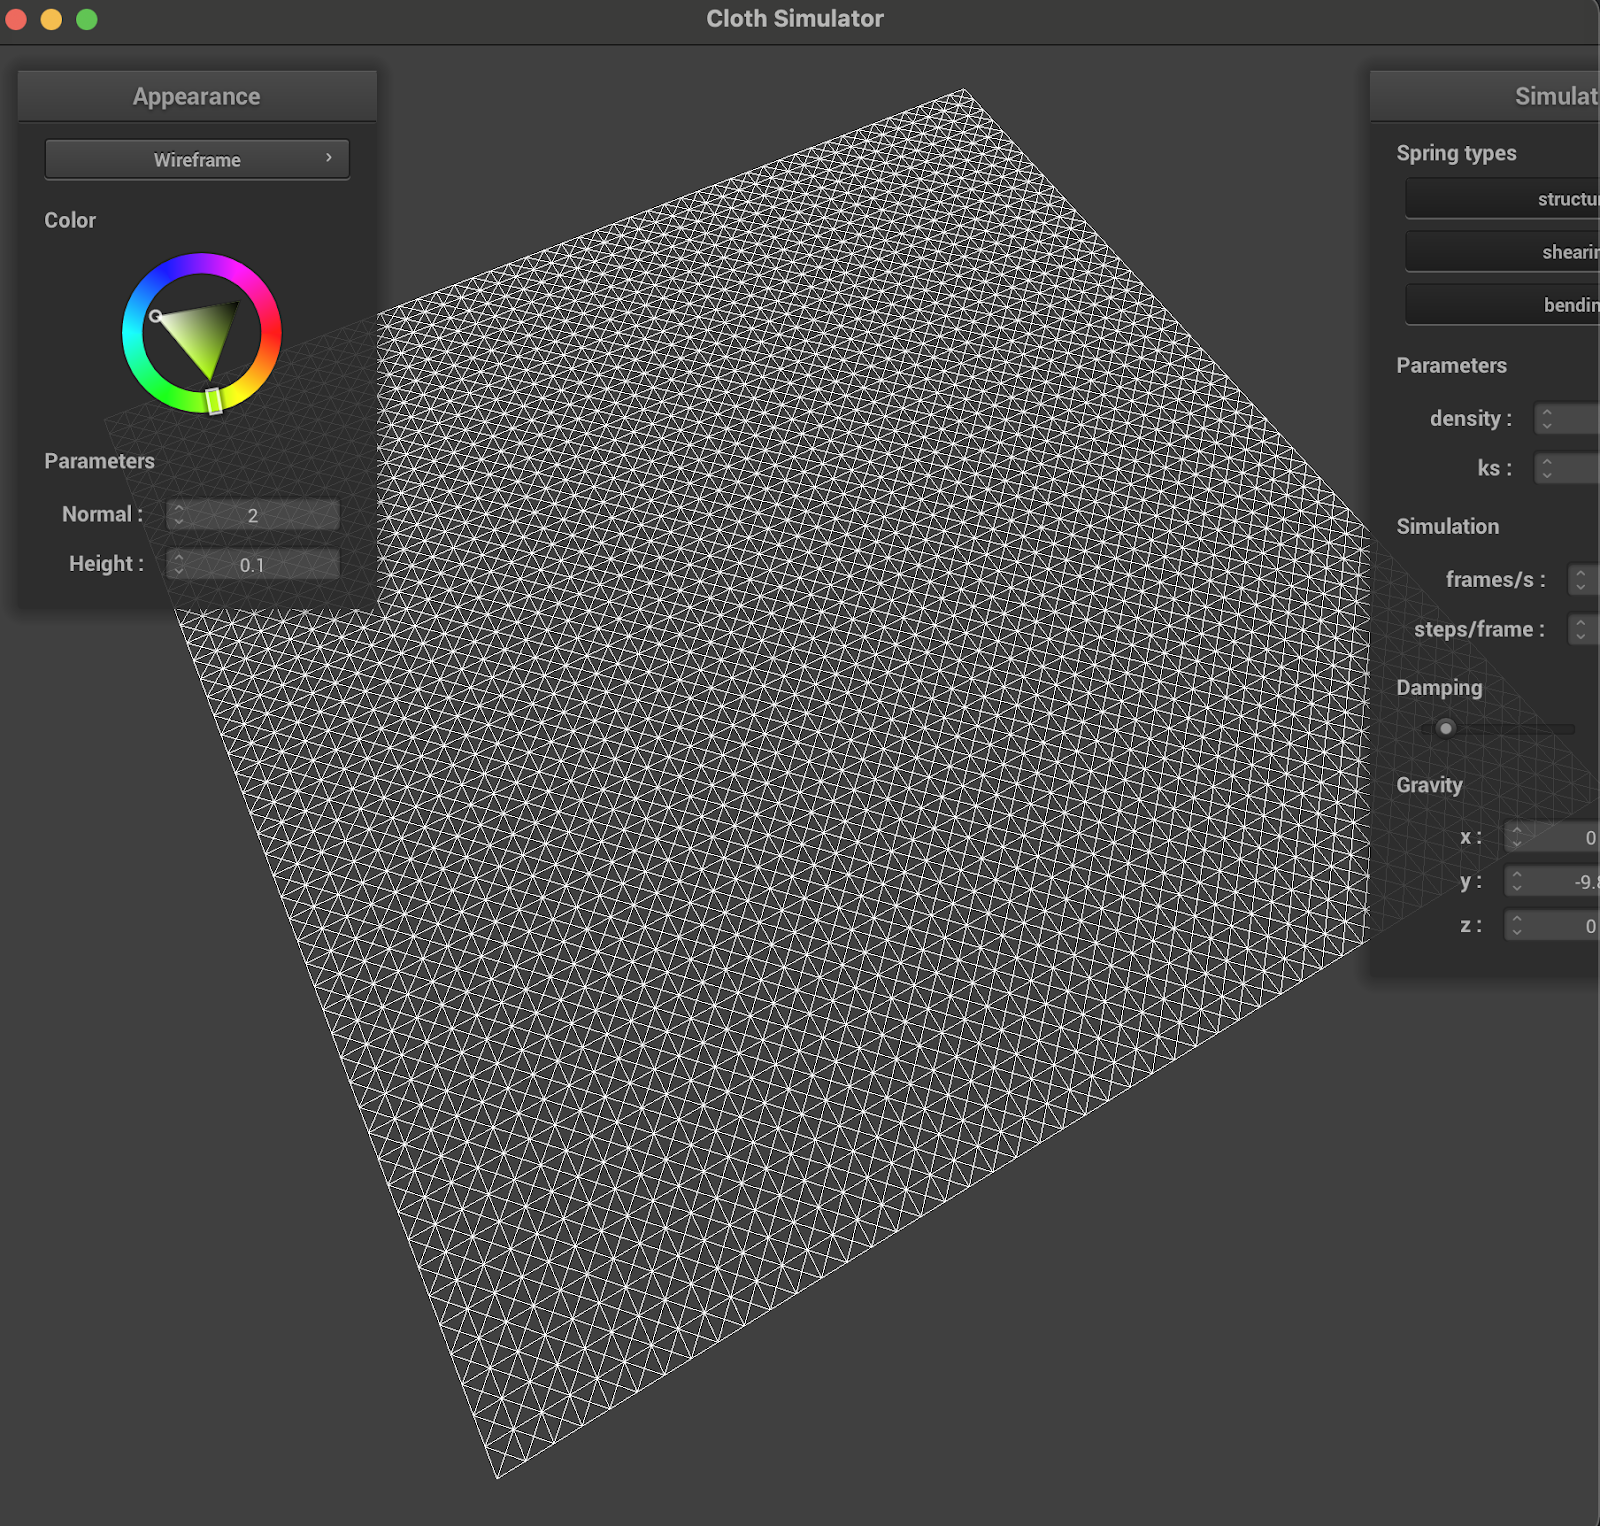 Cloth Simulator
Appearance
Wireframe
Color
Parameters
Normal :
2
Height :
0.1
Simulat
Spring types
structu
shearin
bendin
Parameters
density :
ks :
Simulation
frames/s :
steps/frame :
Damping
Gravity
x :
0
y :
-9.8
z :
0